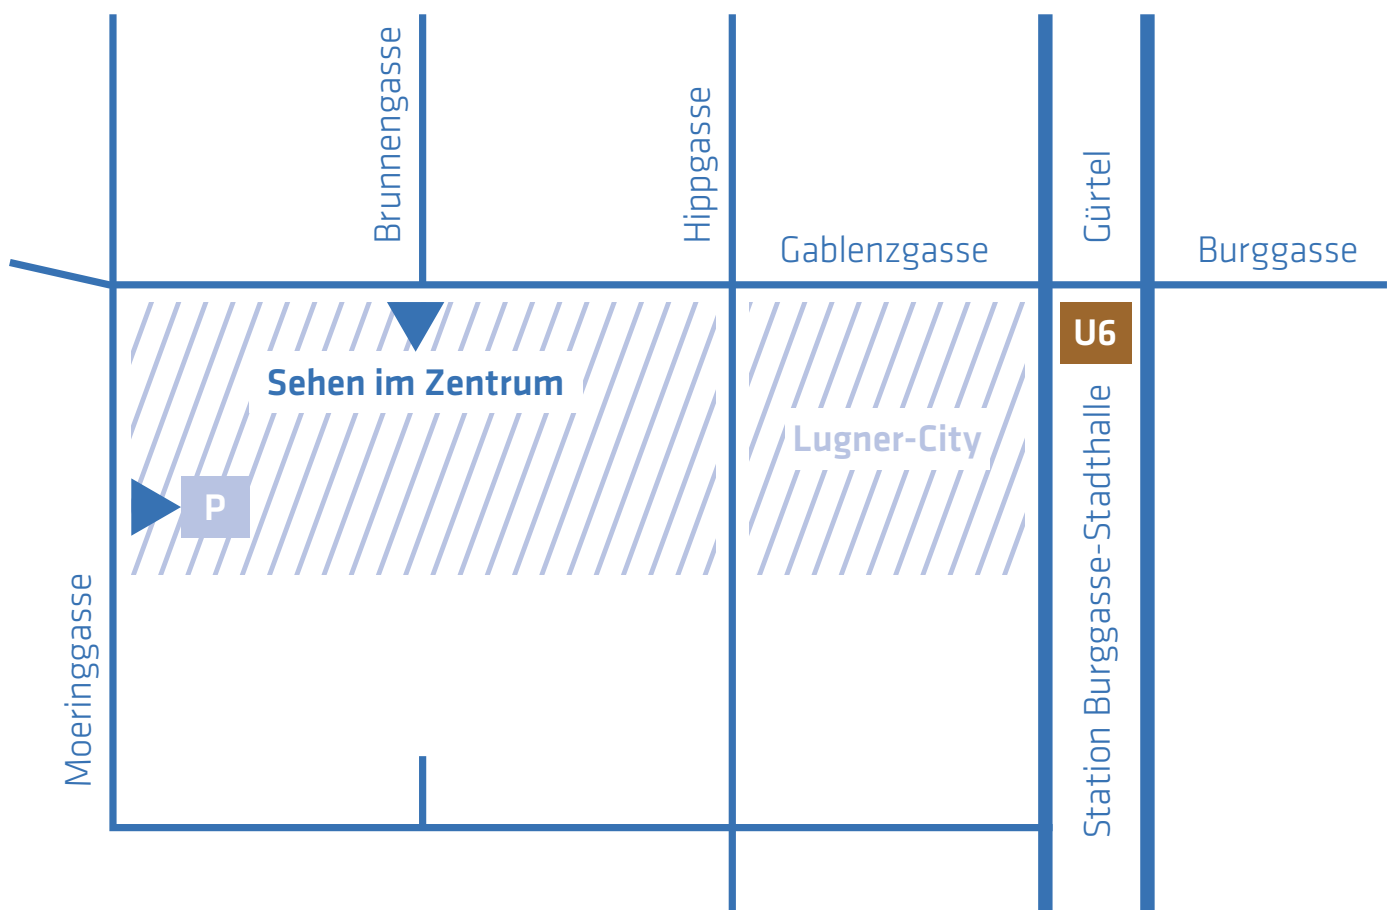 Brunnengasse
Hippgasse
Gürtel
Gablenzgasse
Burggasse
U6
Sehen im Zentrum
Lugner-City
P
Moeringgasse
Station Burggasse-Stadthalle